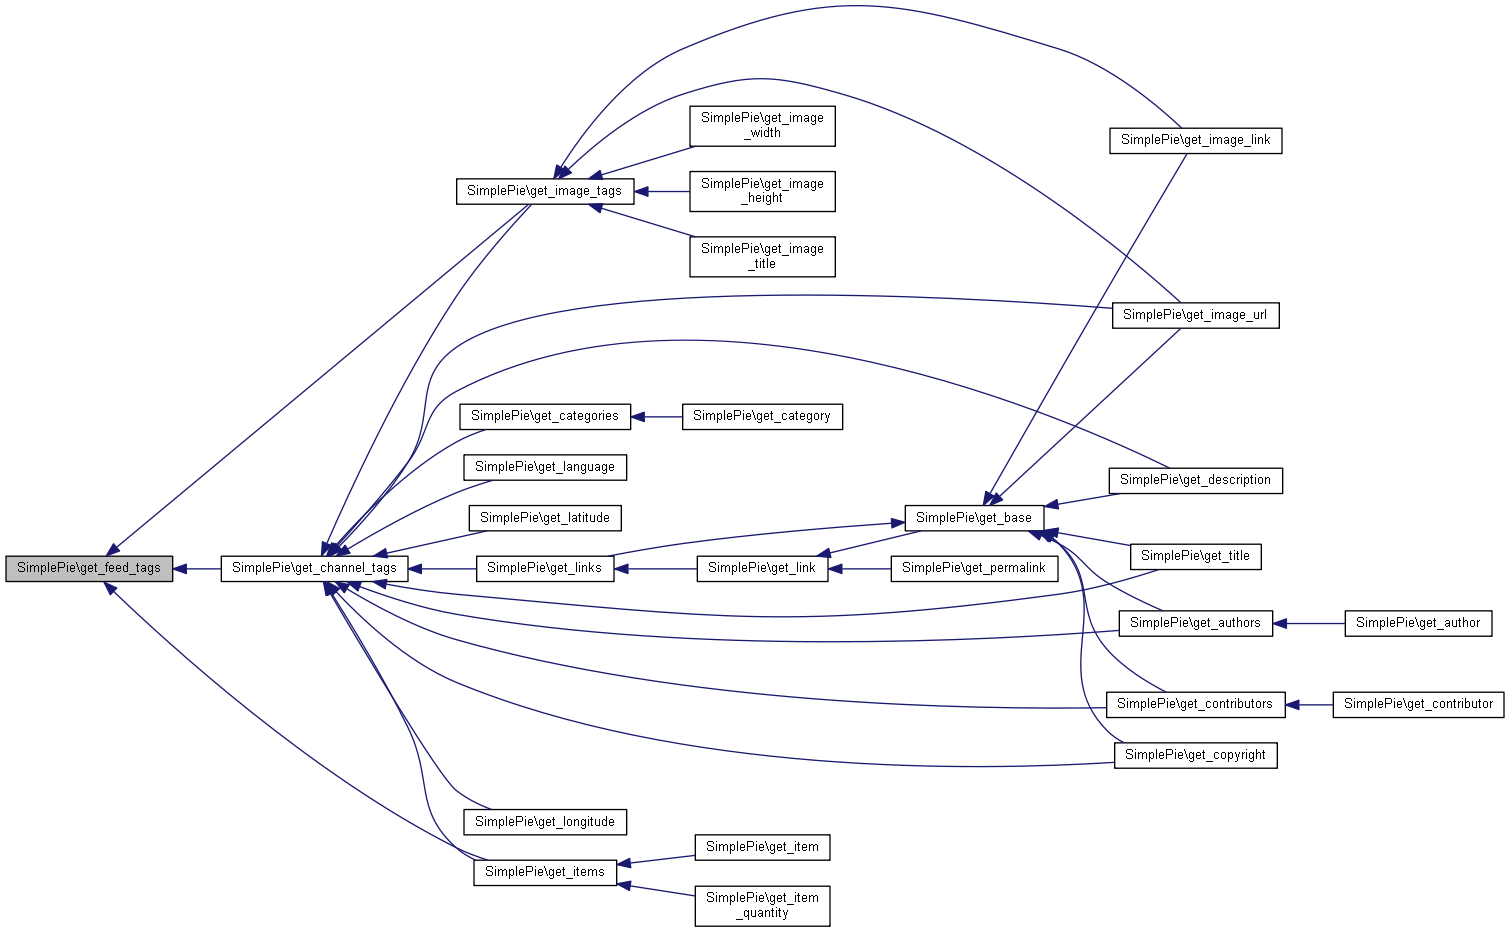 SimplePie\get_image_link
SimplePie\get_image
_width
SimplePie\get_image_tags
SimplePie\get_image
_height
SimplePie\get_image
_title
SimplePie\get_image_url
SimplePie\get_categories
SimplePie\get_category
SimplePie\get_language
SimplePie\get_description
SimplePie\get_latitude
SimplePie\get_base
SimplePie\get_title
SimplePie\get_feed_tags
SimplePie\get_channel_tags
SimplePie\get_links
SimplePie\get_link
SimplePie\get_permalink
SimplePie\get_authors
SimplePie\get_author
SimplePie\get_contributors
SimplePie\get_contributor
SimplePie\get_copyright
SimplePie\get_longitude
SimplePie\get_item
SimplePie\get_items
SimplePie\get_item
_quantity